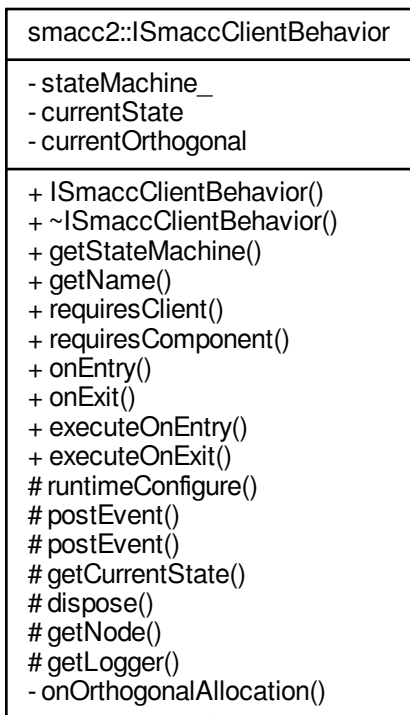 smacc2::ISmaccClientBehavior
- stateMachine_
- currentState
- currentOrthogonal
+ ISmaccClientBehavior()
+ ~ISmaccClientBehavior()
+ getStateMachine()
+ getName()
+ requiresClient()
+ requiresComponent()
+ onEntry()
+ onExit()
+ executeOnEntry()
+ executeOnExit()
# runtimeConfigure()
# postEvent()
# postEvent()
# getCurrentState()
# dispose()
# getNode()
# getLogger()
- onOrthogonalAllocation()